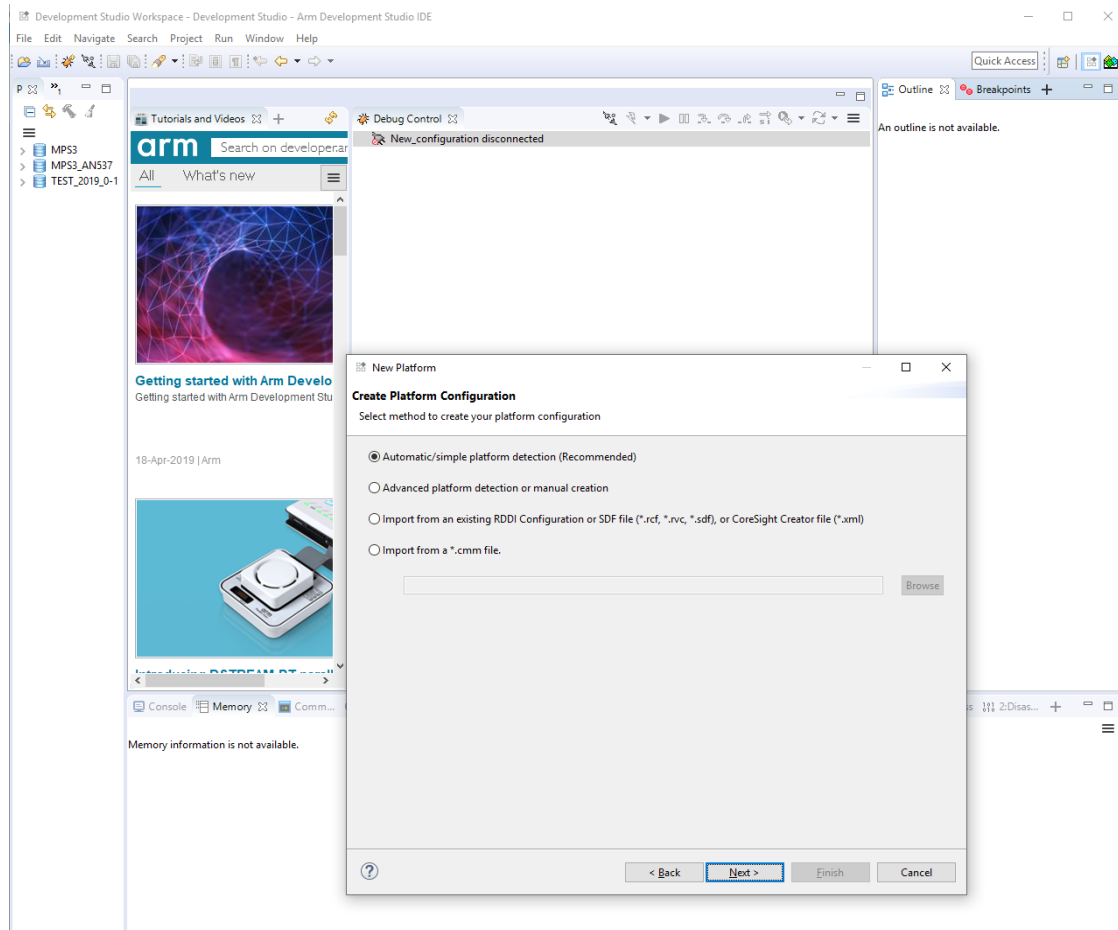 Development Studio Workspace - Development Studio - Arm Development Studio IDE
File Edit Navigate Search Project Run Window Help
Quick Access
P
Tutorials and Videos
Debug Control
Outline
Breakpoints
New_configuration disconnected
An outline is not available.
MPS3
MPS3_AN537
TEST_2019_0-1
arm
Search on developer.ar
All What's new
Getting started with Arm Develo
Getting started with Arm Development Stu
18-Apr-2019 | Arm
New Platform
Create Platform Configuration
Select method to create your platform configuration
Automatic/simple platform detection (Recommended)
Advanced platform detection or manual creation
Import from an existing RDDI Configuration or SDF file (*.rcf, *.rvc, *.sdf), or CoreSight Creator file (*.xml)
Import from a *.cmm file.
Browse
< Back Next > Finish Cancel
Console Memory Comm...
2:Disas...
Memory information is not available.